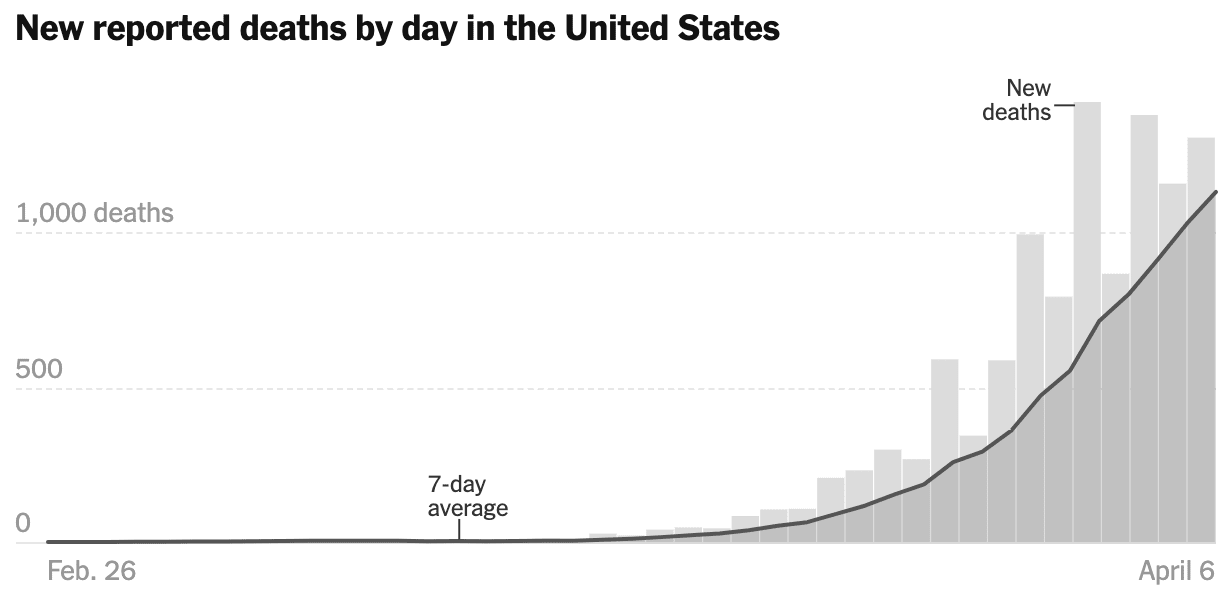 New reported deaths by day in the United States
New
deaths
1,000 deaths
500
7-day
average
0
Feb. 26
April 6